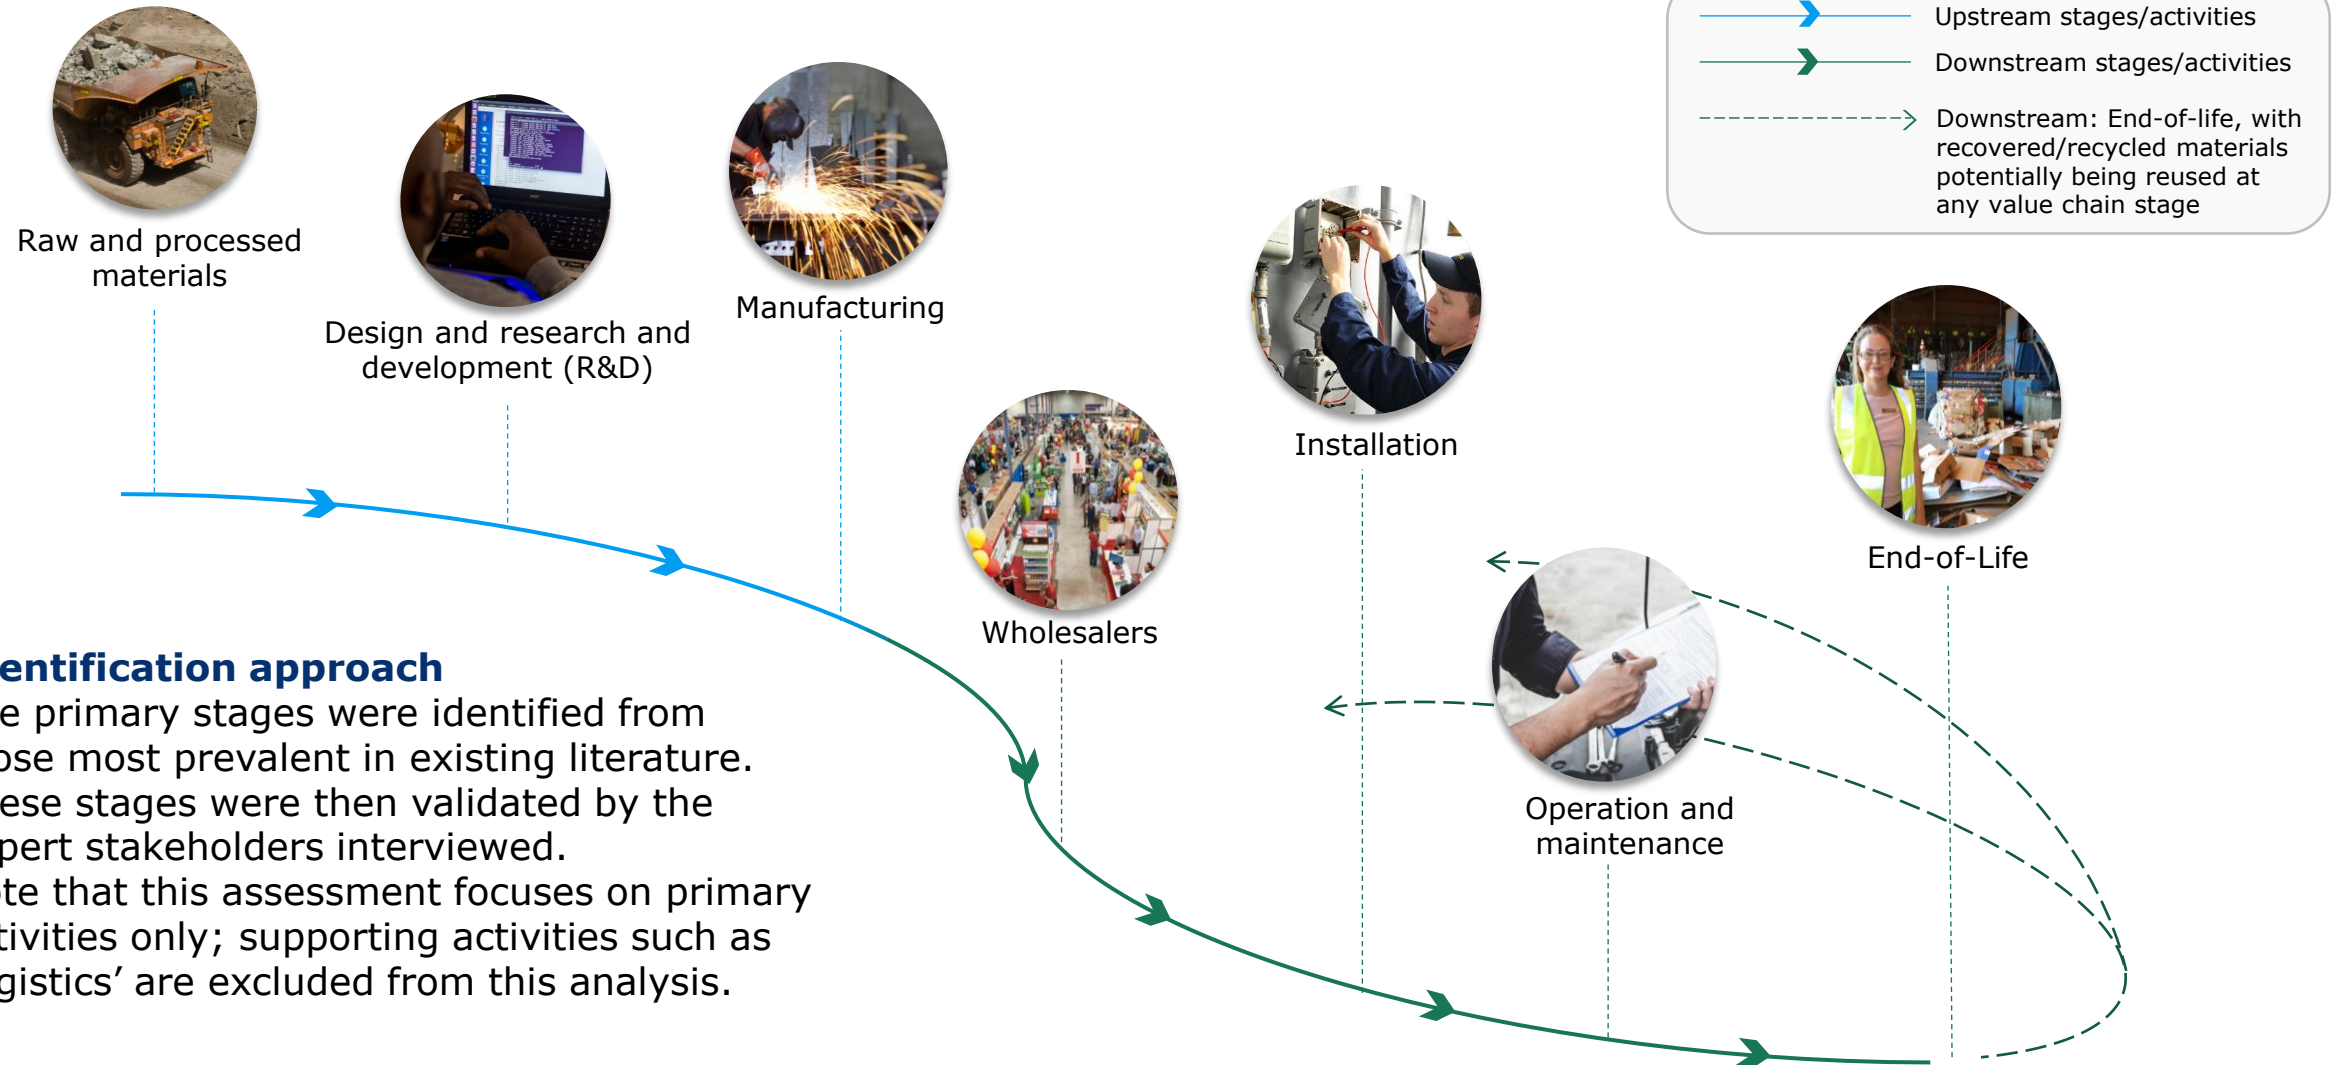 Upstream stages/activities
Downstream stages/activities
Downstream: End-of-life, with
recovered/recycled materials
potentially being reused at
any value chain stage
Raw and processed
materials
Design and research and
development (R&D)
Manufacturing
Wholesalers
Installation
Operation and
maintenance
End-of-Life
entification approach
e primary stages were identified from
ose most prevalent in existing literature.
ese stages were then validated by the
pert stakeholders interviewed.
te that this assessment focuses on primary
tivities only; supporting activities such as
gistics’ are excluded from this analysis.